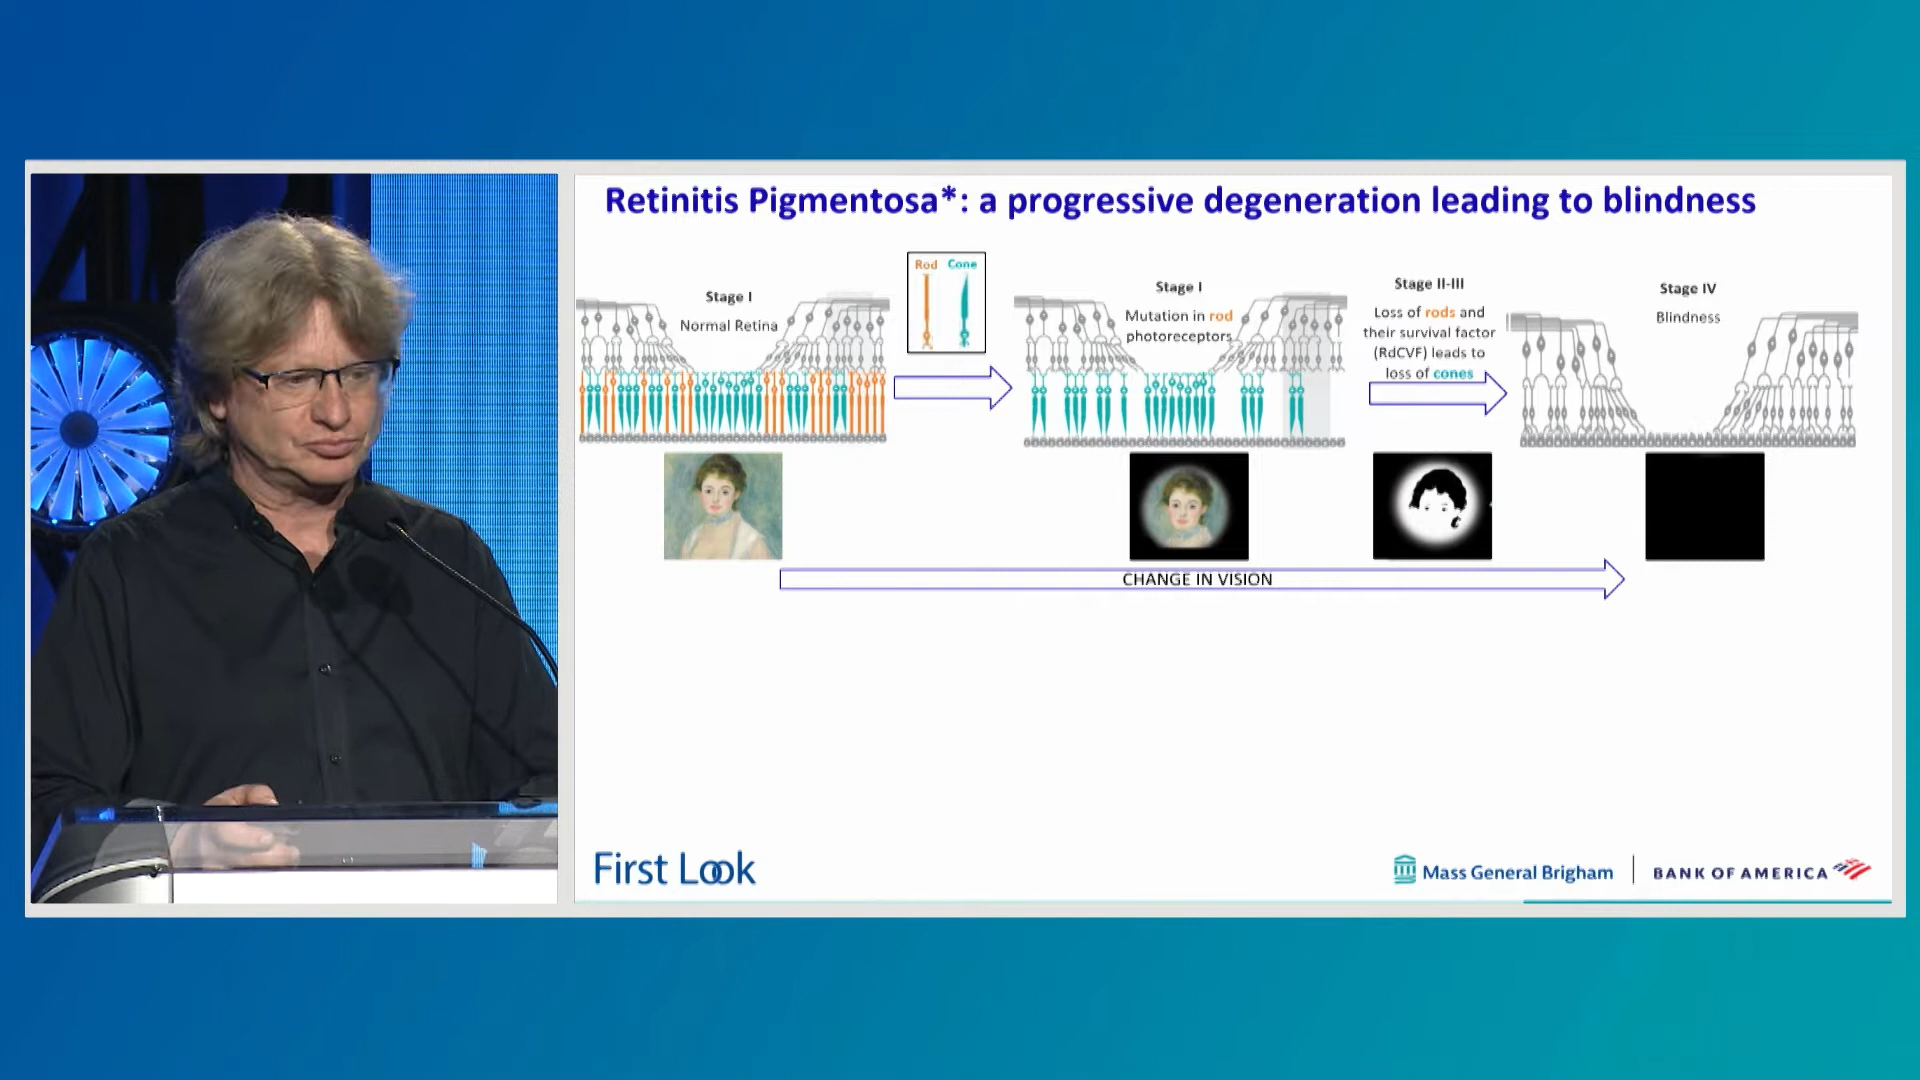 Retinitis Pigmentosa*: a progressive degeneration leading to blindness
Stage I
Normal Retina
Rod Cone
Stage I
Mutation in rod
photoreceptors
Stage II-III
Loss of rods and
their survival factor
(RdCVF) leads to
loss of cones
Stage IV
Blindness
CHANGE IN VISION
First Look
Mass General Brigham
BANK OF AMERICA